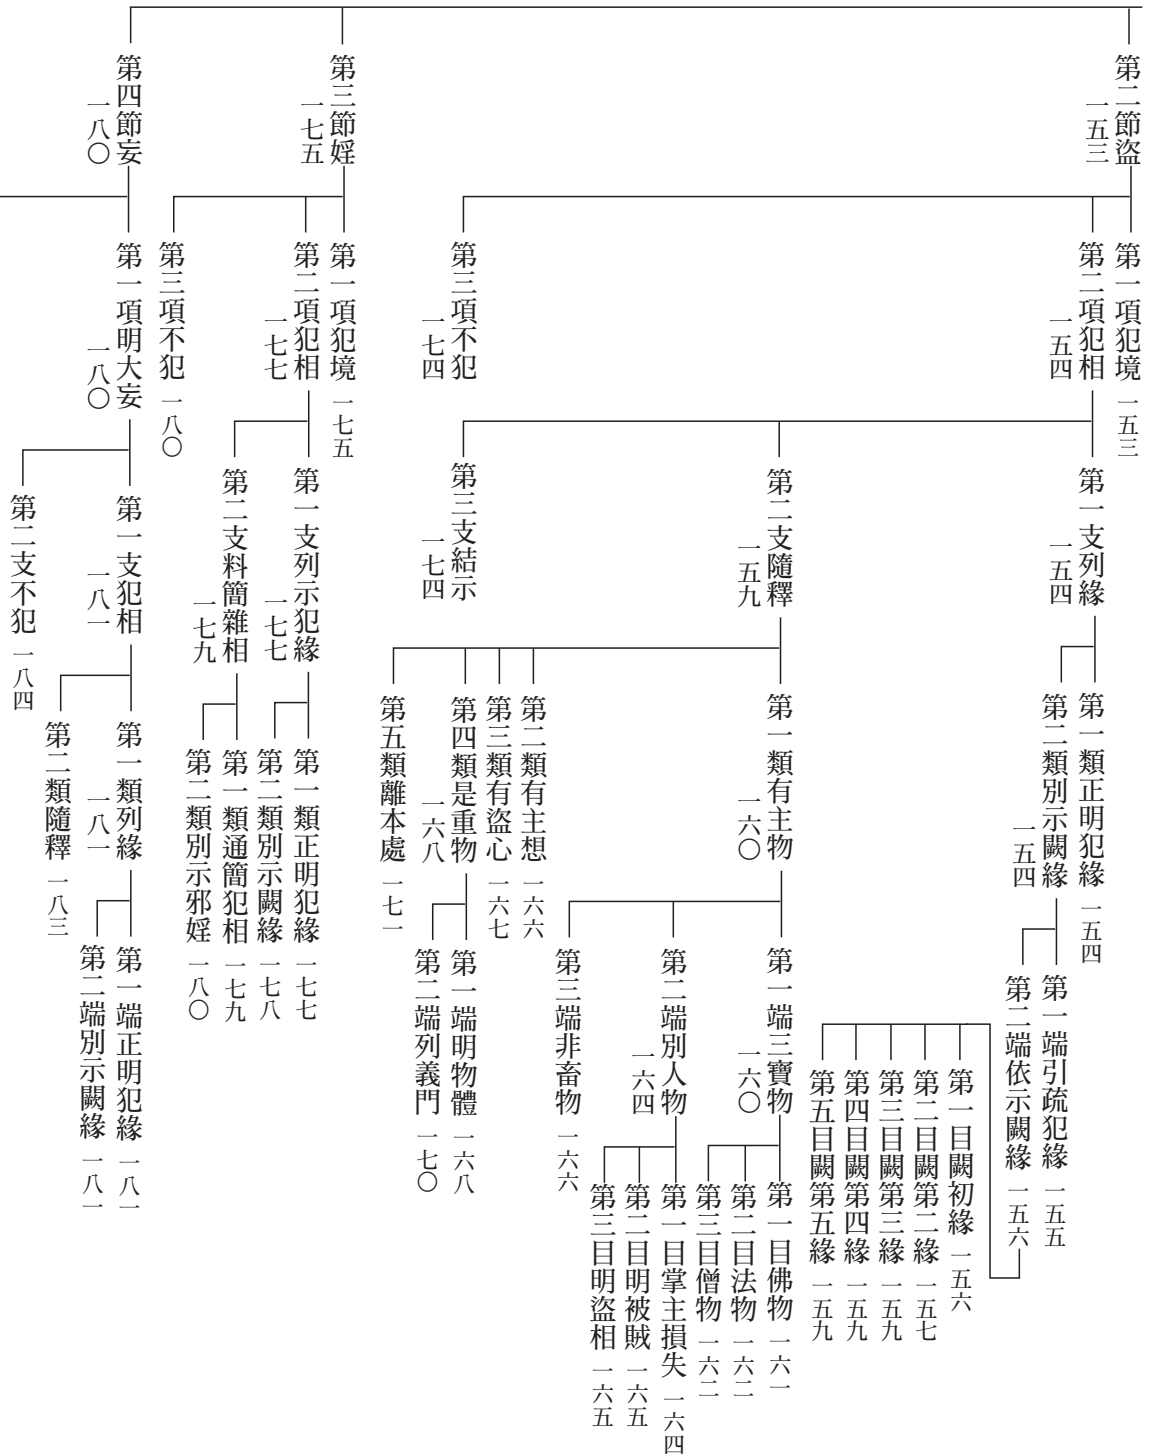 第二節盜 一五三
第一項犯境 一五三
第二項犯相 一五四
第一支列緣 一五四
第一類正明犯緣 一五四
第二類別示闕緣 一五四
第一端引疏犯緣 一五五
第二端依示闕緣 一五六
第一目闕初緣 一五六
第二目闕第二緣 一五七
第三目闕第三緣 一五九
第四目闕第四緣 一五九
第五目闕第五緣 一五九
第二支隨釋 一五九
第一類有主物 一六〇
第一端三寶物 一六〇
第一目佛物 一六一
第二目法物 一六二
第三目僧物 一六二
第二端別人物 一六四
第一目掌主損失 一六四
第二目明被賊 一六五
第三目明盜相 一六五
第三端非畜物 一六六
第二類有主想 一六六
第三類有盜心 一六七
第四類是重物 一六八
第一端明物體 一六八
第二端列義門 一七〇
第五類離本處 一七一
第三支結示 一七四
第三項不犯 一七四
第三節婬 一七五
第一項犯境 一七五
第二項犯相 一七七
第一支列示犯緣 一七七
第一類正明犯緣 一七七
第二類別示闕緣 一七八
第二支料簡雜相 一七九
第一類通簡犯相 一七九
第二類別示邪婬 一八〇
第三項不犯 一八〇
第四節妄 一八〇
第一項明大妄 一八〇
第一支犯相 一八一
第一類列緣 一八一
第一端正明犯緣 一八一
第二端別示闕緣 一八一
第二類隨釋 一八三
第二支不犯 一八四